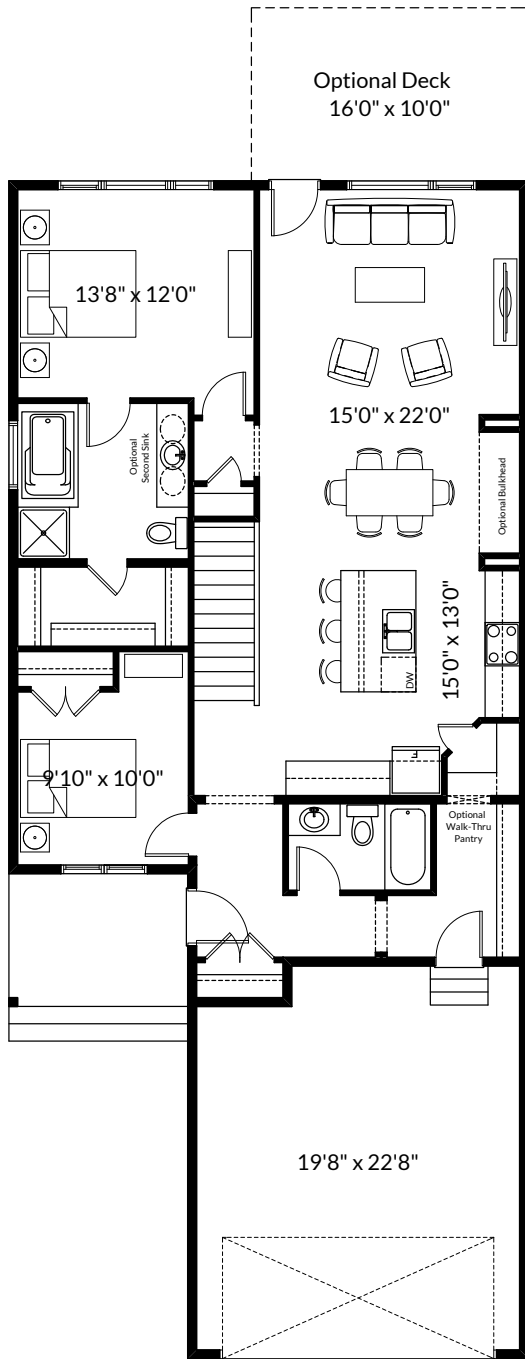 Optional Deck
16'0" x 10'0"
13'8" x 12'0"
15'0" x 22'0"
Optional
Second Sink
Optional Bulkhead
15'0" x 13'0"
DW
F
9'10" x 10'0"
Optional
Walk-Thru
Pantry
19'8" x 22'8"